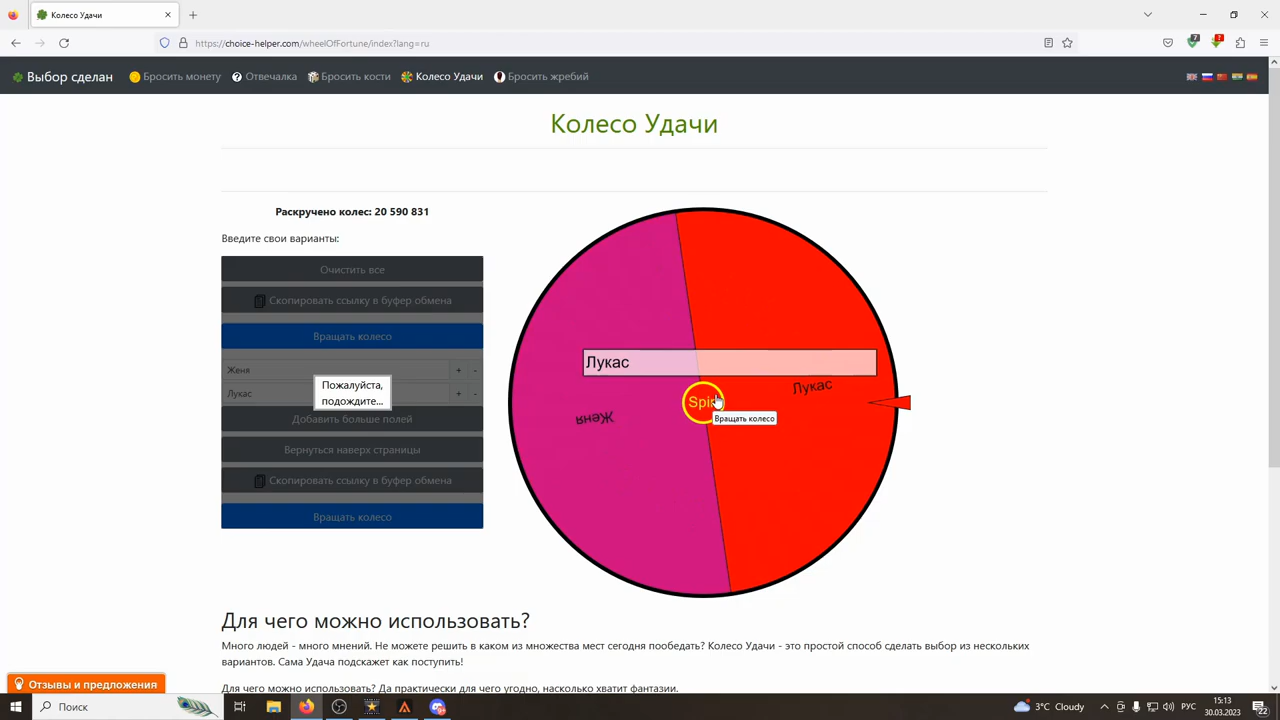 Колесо Удачи
https://choice-helper.com/wheelOfFortune/index?lang=ru
7
?
Выбор сделан Бросить монету Отвечалка Бросить кости Колесо Удачи Бросить жребий
Колесо Удачи
Раскручено колес: 20 590 831
Введите свои варианты:
Очистить все
Скопировать ссылку в буфер обмена
Вращать колесо
Женя + -
Лукас + -
Пожалуйста,
подождите...
Добавить больше полей
Вернуться наверх страницы
Скопировать ссылку в буфер обмена
Вращать колесо
Лукас
Лукас
Женя
Spin
Вращать колесо
Для чего можно использовать?
Много людей - много мнений. Не можете решить в каком из множества мест сегодня пообедать? Колесо Удачи - это простой способ сделать выбор из нескольких
вариантов. Сама Удача подскажет как поступить!
Для чего можно использовать? Да практически для чего угодно, насколько хватит фантазии.
Отзывы и предложения
Поиск
3°C Cloudy
РУС
15:13
30.03.2023
22